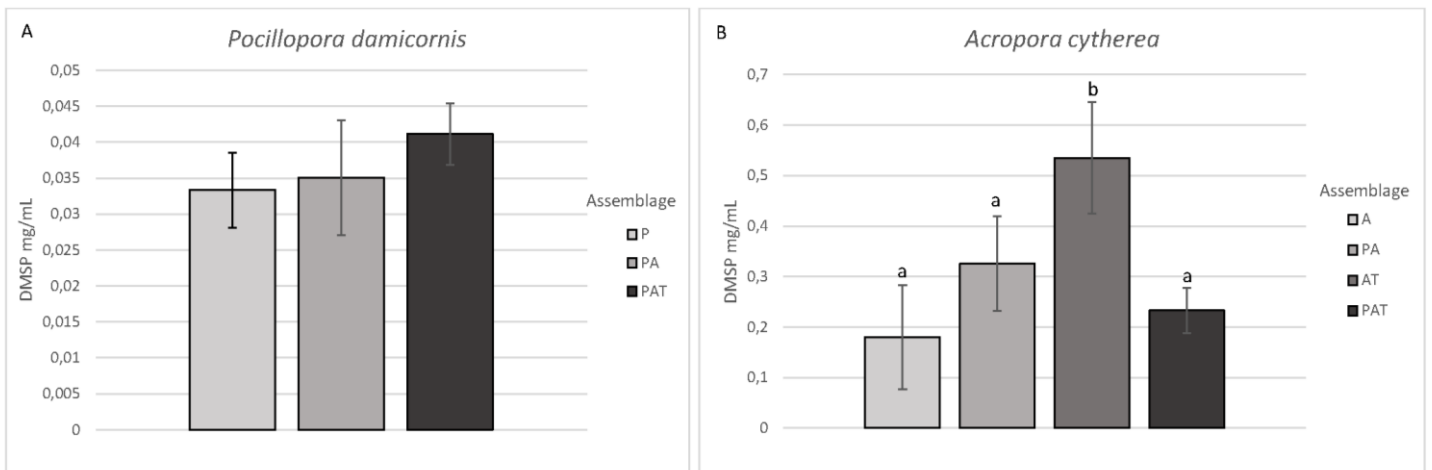 A
Pocillopora damicornis
0,05
0,045
0,04
0,035
0,03
0,025
0,02
0,015
0,01
0,005
0
DMSP mg/mL
Assemblage
P
PA
PAT
B
Acropora cytherea
0,7
0,6
0,5
0,4
0,3
0,2
0,1
0
DMSP mg/mL
a
a
b
a
Assemblage
A
PA
AT
PAT